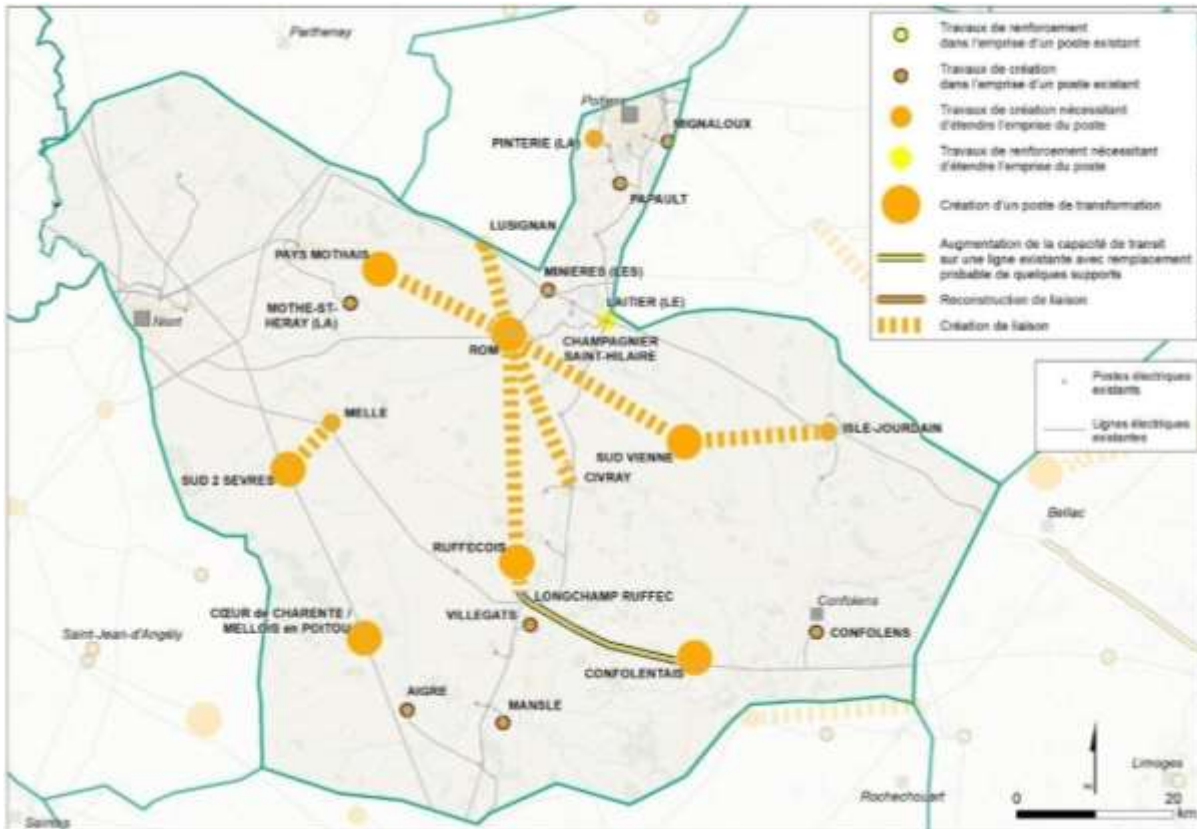 Parthenay
Poitiers
MIGNALOUX
PINTERIE (LA)
PAPAULT
LUSIGNAN
PAYS MOTHAIS
MINIERES (LES)
MOTHE-ST-
HERAY (LA)
LAITIER (LE)
Niort
ROM
CHAMPAGNIER
SAINT-HILAIRE
MELLE
ISLE-JOURDAIN
SUD VIENNE
SUD 2 SEVRES
CIVRAY
Bellac
RUFFECOIS
LONGCHAMP RUFFEC
Confolens
CŒUR de CHARENTE /
MELLOIS en POITOU
VILLEGATS
CONFOLENS
Saint-Jean-d'Angély
CONFOLENTAIS
AIGRE
MANSLE
Limoges
Rochechouart
Saintes
0
20
km
Travaux de renforcement
dans l'emprise d'un poste existant
Travaux de création
dans l'emprise d'un poste existant
Travaux de création nécessitant
d'étendre l'emprise du poste
Travaux de renforcement nécessitant
d'étendre l'emprise du poste
Création d'un poste de transformation
Augmentation de la capacité de transit
sur une ligne existante avec remplacement
probable de quelques supports
Reconstruction de liaison
Création de liaison
Postes électriques
existants
Lignes électriques
existantes